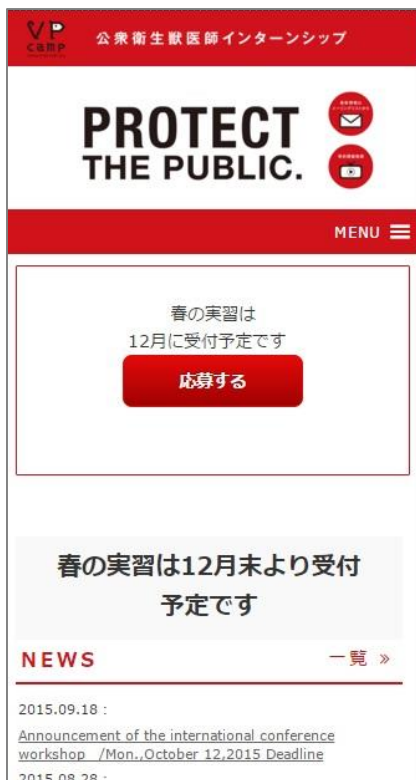 VP camp
公衆衛生獣医師インターンシップ
PROTECT
THE PUBLIC.
MENU
春の実習は
12月に受付予定です
応募する
春の実習は12月末より受付
予定です
NEWS 一覧 »
2015.09.18 :
Announcement of the international conference
workshop /Mon.,October 12,2015 Deadline
2015.08.28 :